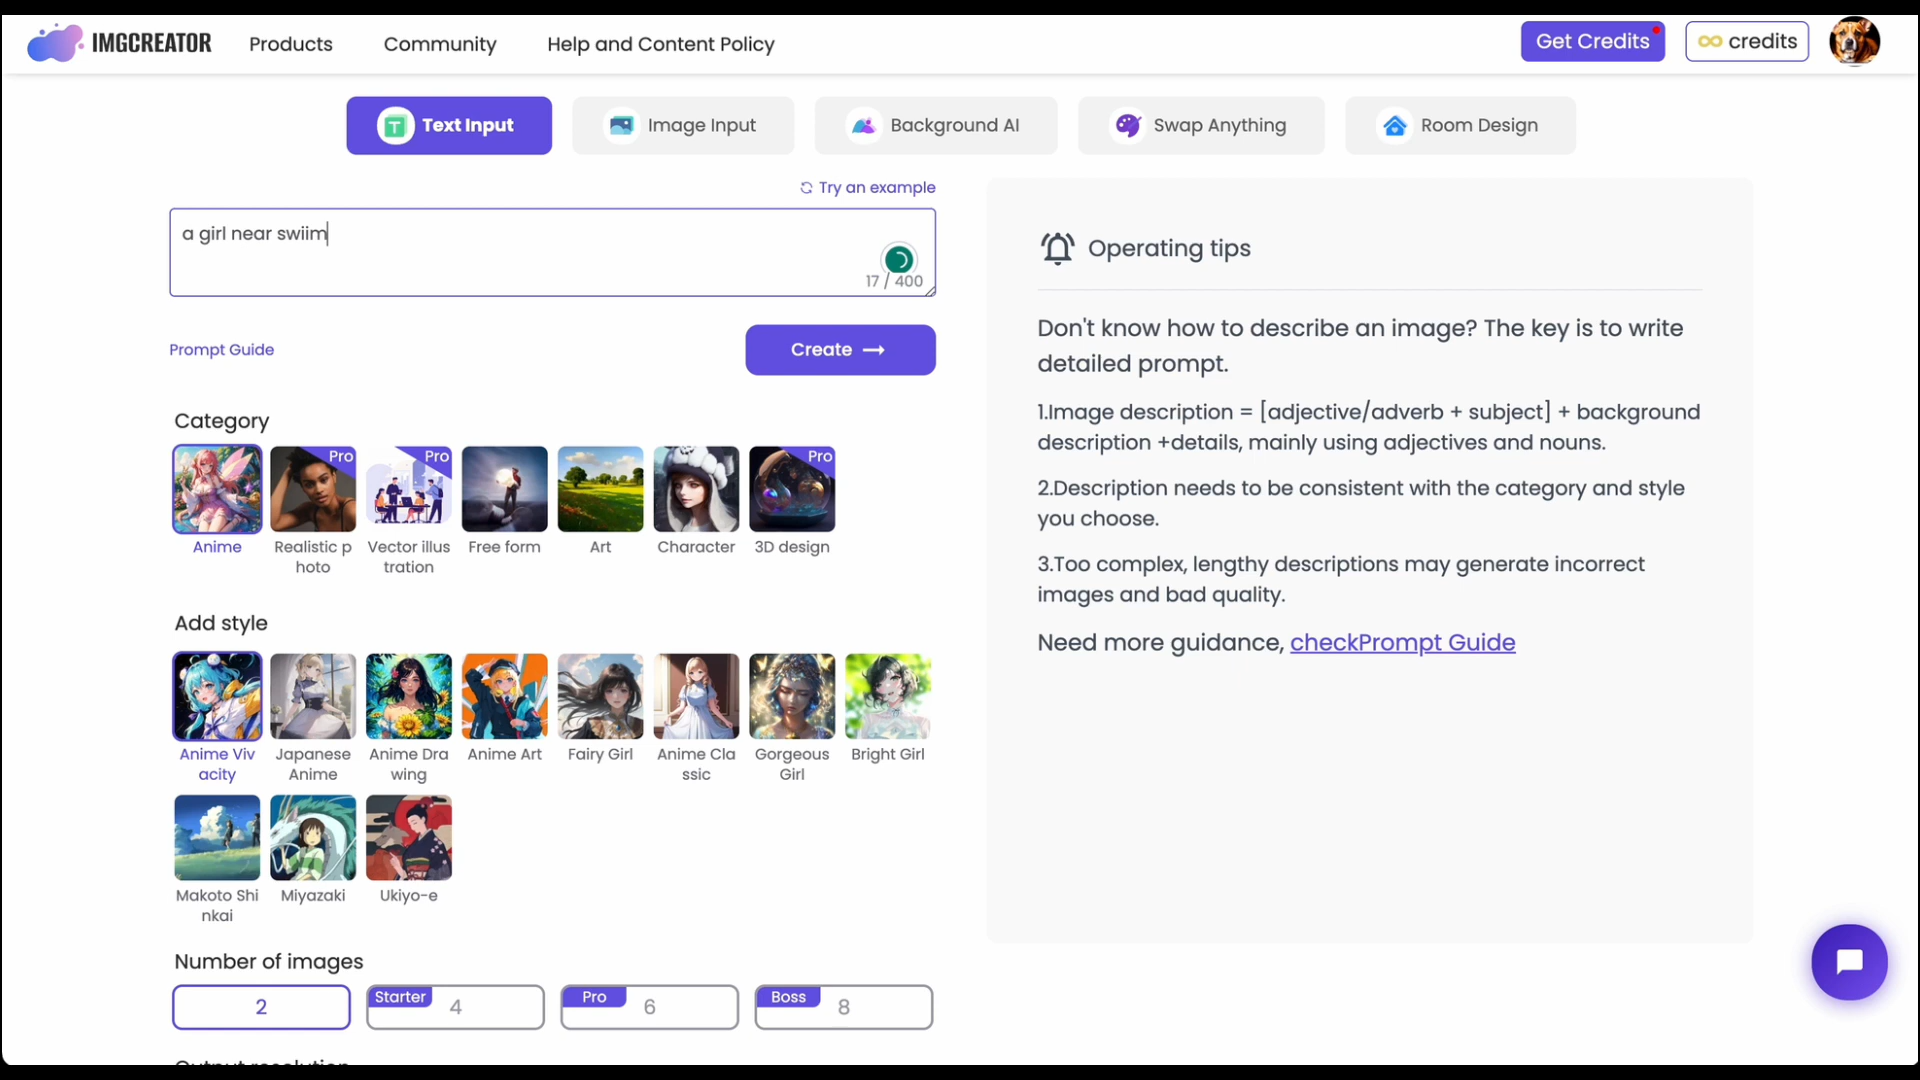 IMGCREATOR
Products
Community
Help and Content Policy
Get Credits
credits
Text Input
Image Input
Background AI
Swap Anything
Room Design
Try an example
a girl near swiim
17 / 400
Prompt Guide
Create
Category
Pro
Pro
Pro
Anime
Realistic p
hoto
Vector illus
tration
Free form
Art
Character
3D design
Add style
Anime Viv
acity
Japanese
Anime
Anime Dra
wing
Anime Art
Fairy Girl
Anime Cla
ssic
Gorgeous
Girl
Bright Girl
Makoto Shi
nkai
Miyazaki
Ukiyo-e
Number of images
2
Starter
4
Pro
6
Boss
8
Output resolution
Operating tips
Don't know how to describe an image? The key is to write
detailed prompt.
1.Image description = [adjective/adverb + subject] + background
description +details, mainly using adjectives and nouns.
2.Description needs to be consistent with the category and style
you choose.
3.Too complex, lengthy descriptions may generate incorrect
images and bad quality.
Need more guidance, checkPrompt Guide